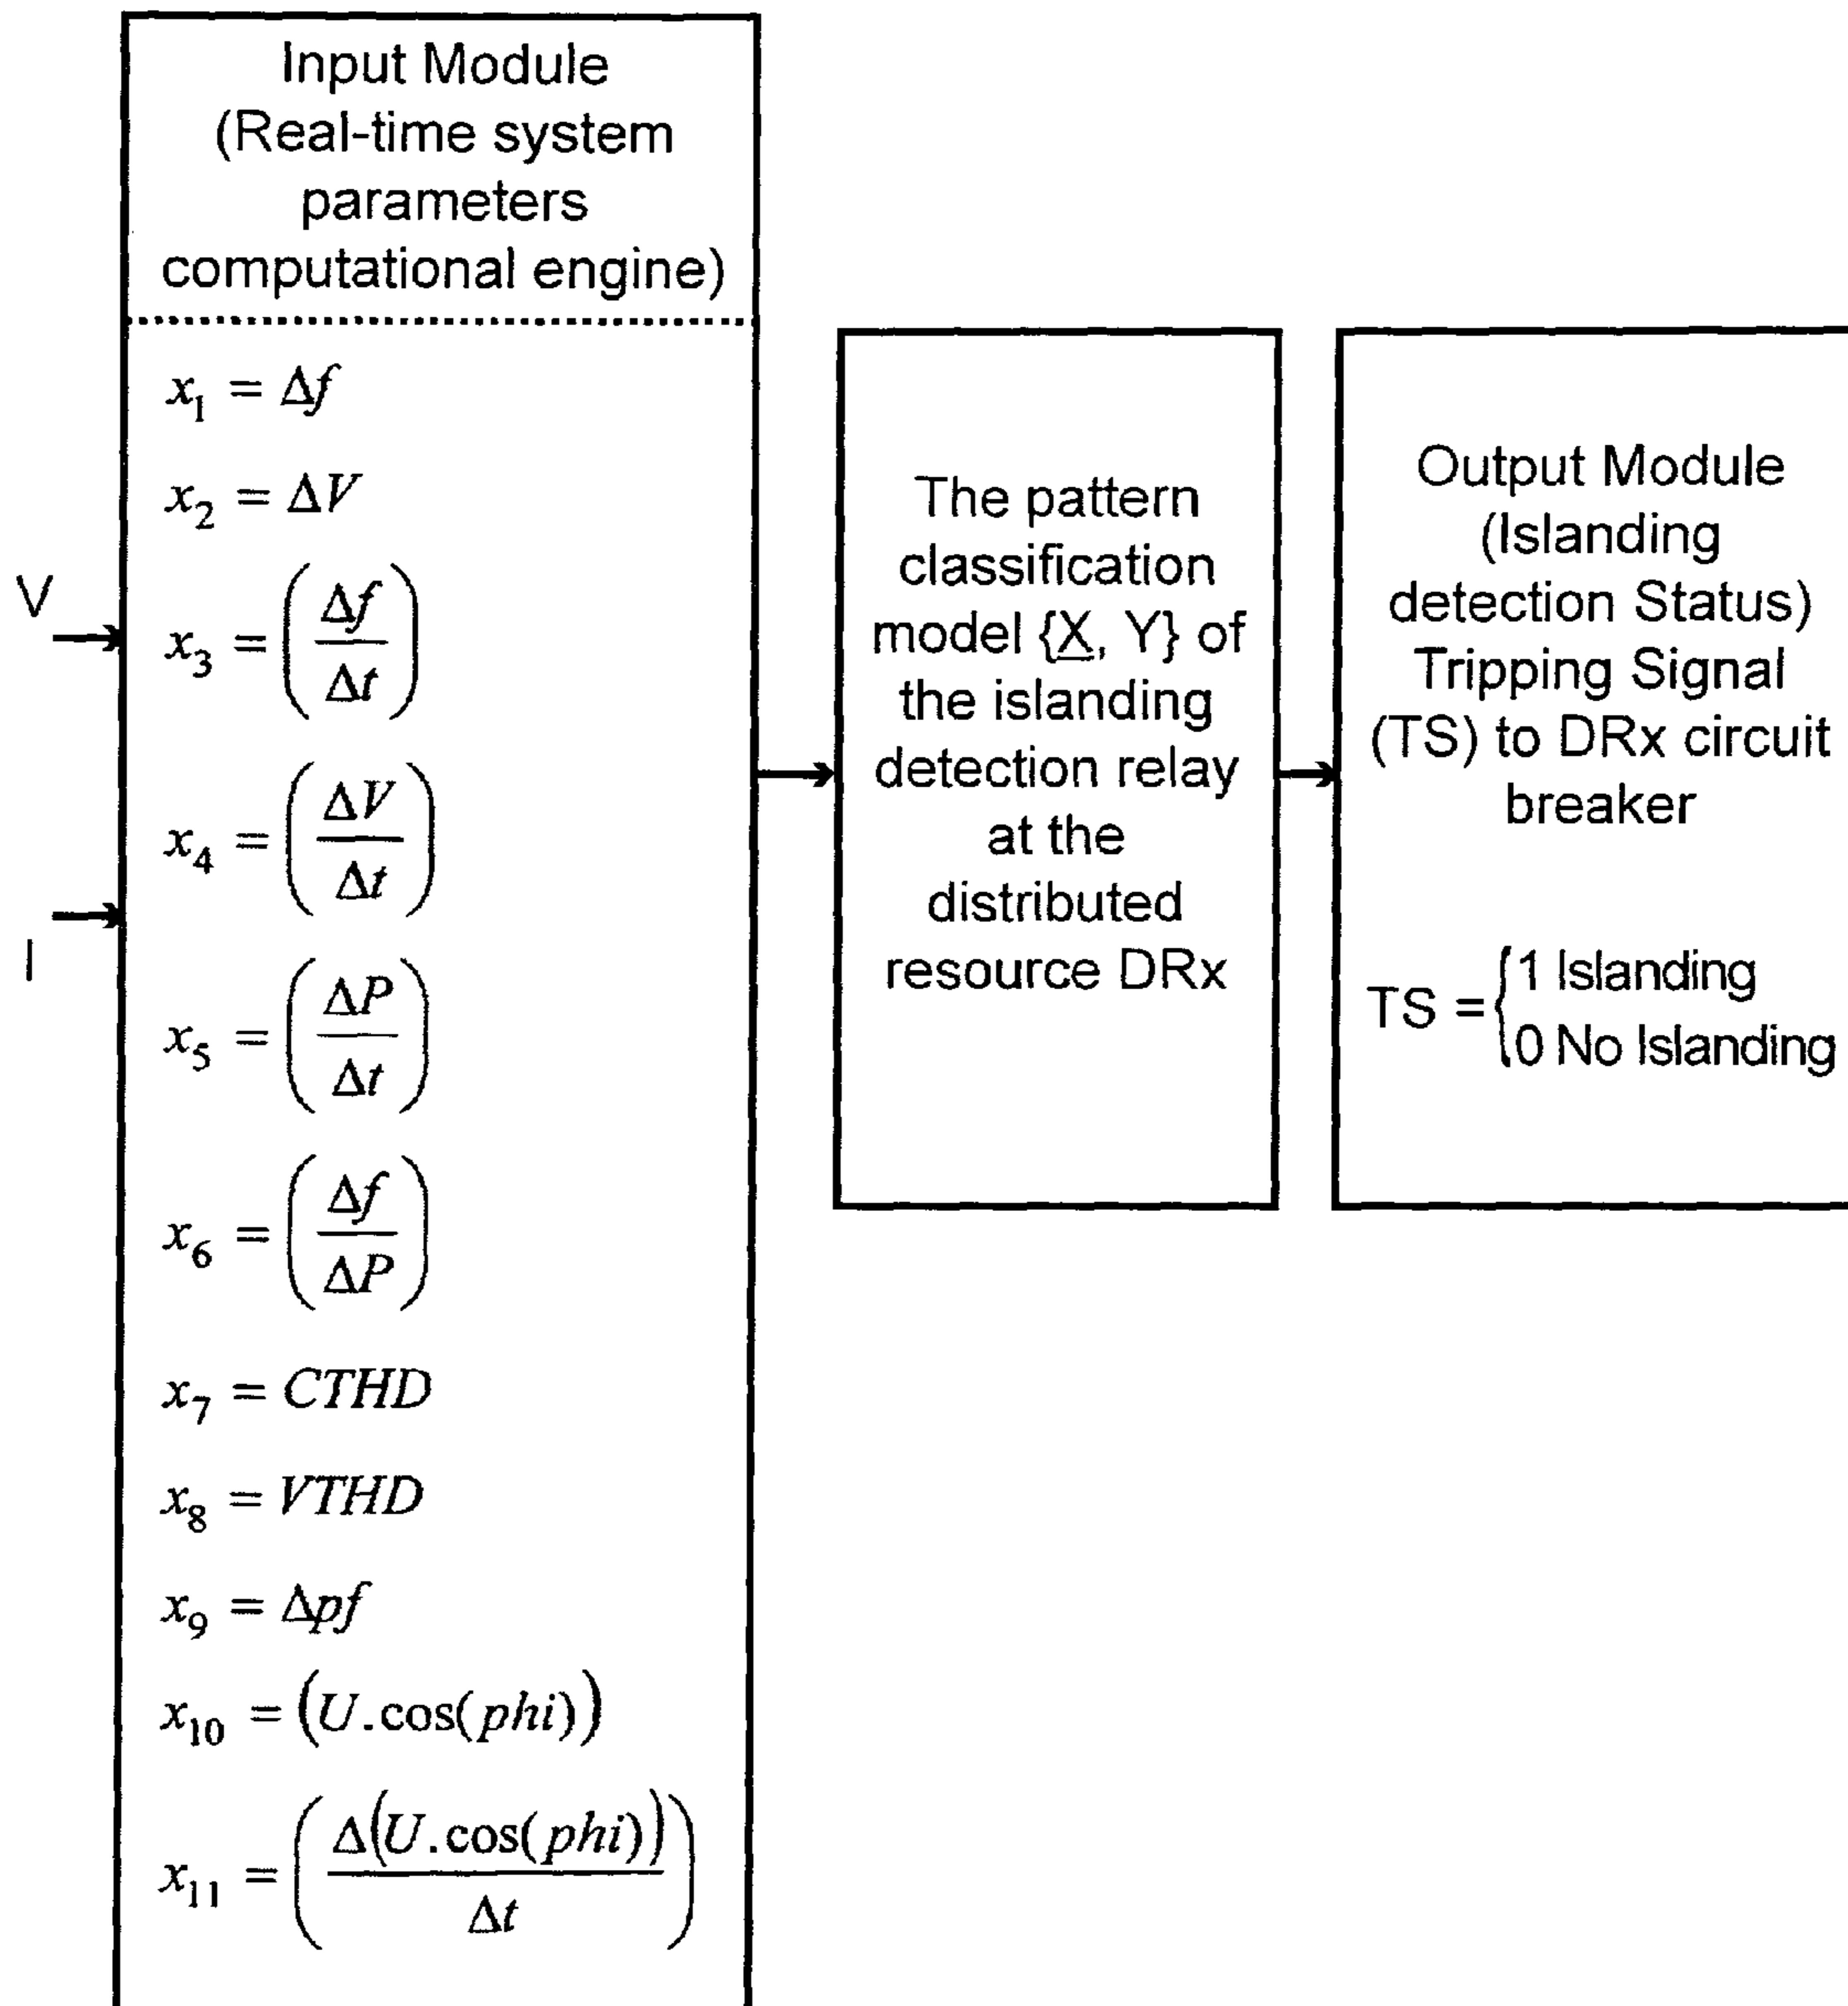 Input Module
(Real-time system
parameters
computational engine)
V
I
x₁ = Δf
x₂ = ΔV
x₃ = (Δf/Δt)
x₄ = (ΔV/Δt)
x₅ = (ΔP/Δt)
x₆ = (Δf/ΔP)
x₇ = CTHD
x₈ = VTHD
x₉ = Δpf
x₁₀ = (U.cos(phi))
x₁₁ = (Δ(U.cos(phi))/Δt)
The pattern
classification
model {X, Y} of
the islanding
detection relay
at the
distributed
resource DRx
Output Module
(Islanding
detection Status)
Tripping Signal
(TS) to DRx circuit
breaker
TS = {1 Islanding
0 No Islanding